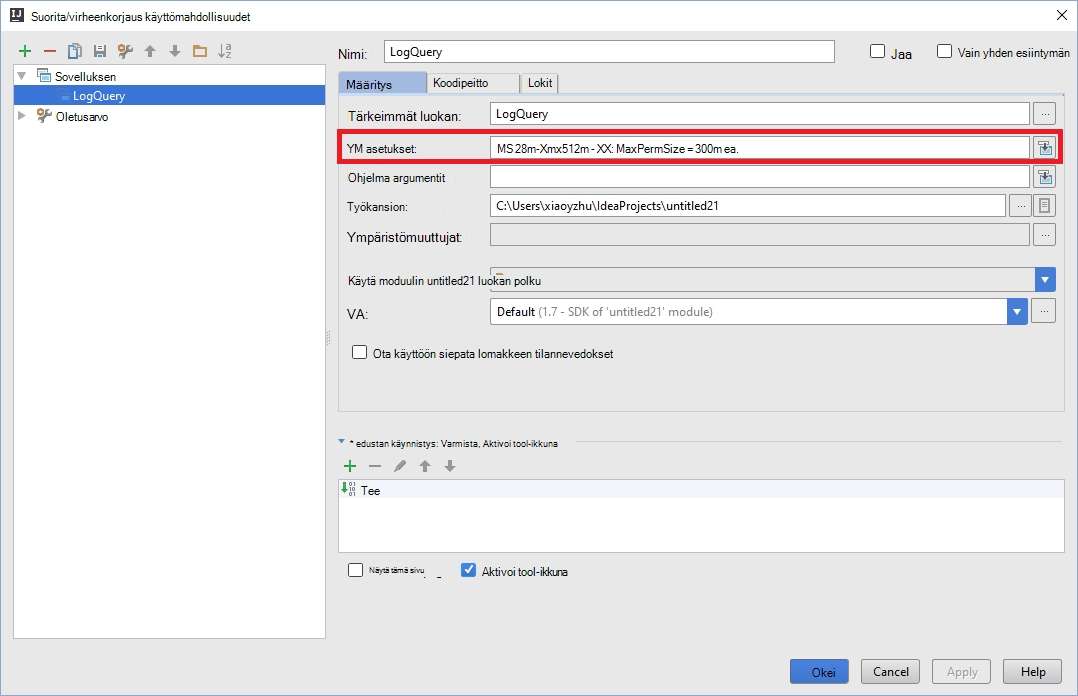 Suorita/virheenkorjaus käyttömahdollisuudet
Nimi: LogQuery
Jaa
Vain yhden esiintymän
Sovelluksen
LogQuery
Oletusarvo
Määritys Koodipeitto Lokit
Tärkeimmät luokan: LogQuery
YM asetukset: MS 28m-Xmx512m - XX: MaxPermSize = 300m ea.
Ohjelma argumentit
Työkansion: C:\Users\xiaoyzhu\IdeaProjects\untitled21
Ympäristömuuttujat:
Käytä moduulin untitled21 luokan polku
VA: Default (1.7 - SDK of 'untitled21' module)
Ota käyttöön siepata lomakkeen tilannevedokset
* edustan käynnistys: Varmista, Aktivoi tool-ikkuna
Tee
Näytä tämä sivu
Aktivoi tool-ikkuna
Okei Cancel Apply Help